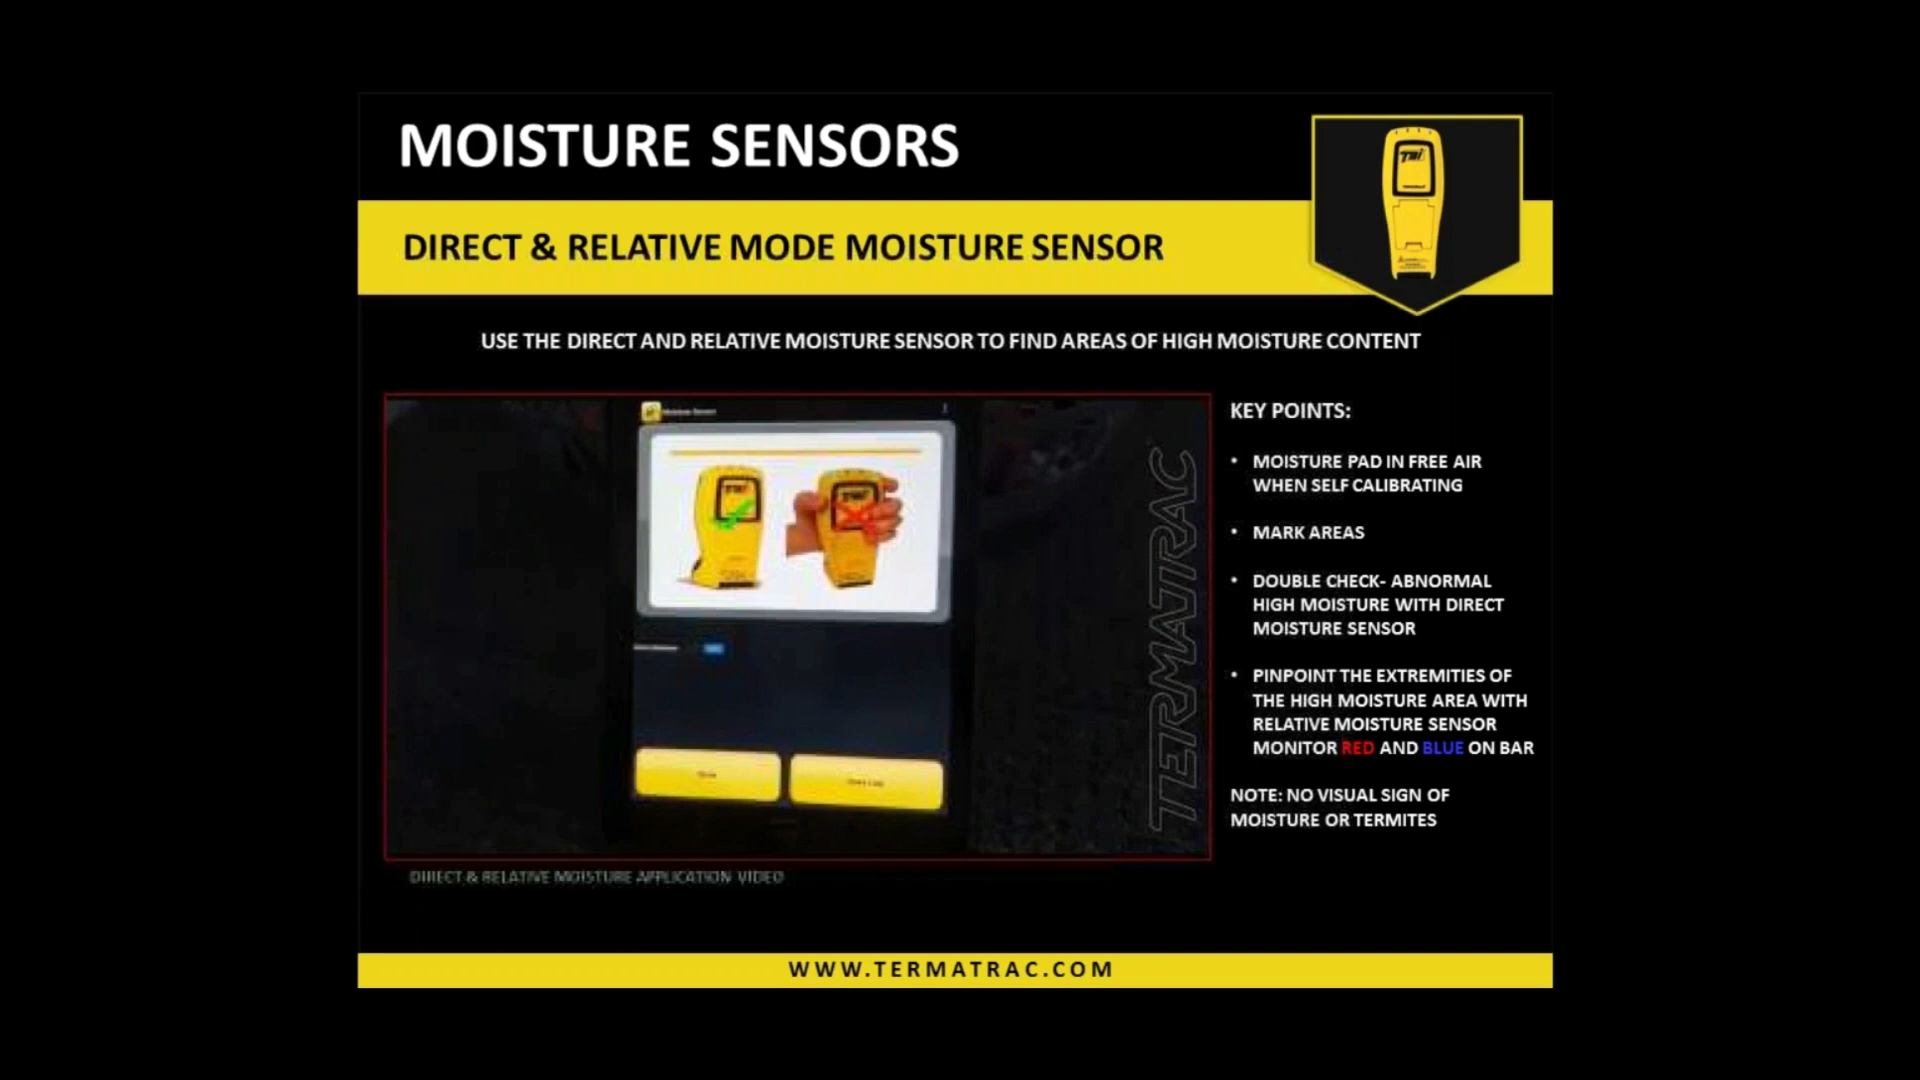 MOISTURE SENSORS
DIRECT & RELATIVE MODE MOISTURE SENSOR
USE THE DIRECT AND RELATIVE MOISTURE SENSOR TO FIND AREAS OF HIGH MOISTURE CONTENT
Moisture Sensor
TERMATRAC
KEY POINTS:
• MOISTURE PAD IN FREE AIR
WHEN SELF CALIBRATING
• MARK AREAS
• DOUBLE CHECK- ABNORMAL
HIGH MOISTURE WITH DIRECT
MOISTURE SENSOR
• PINPOINT THE EXTREMITIES OF
THE HIGH MOISTURE AREA WITH
RELATIVE MOISTURE SENSOR
MONITOR RED AND BLUE ON BAR
NOTE: NO VISUAL SIGN OF
MOISTURE OR TERMITES
DIRECT & RELATIVE MOISTURE APPLICATION VIDEO
WWW.TERMATRAC.COM